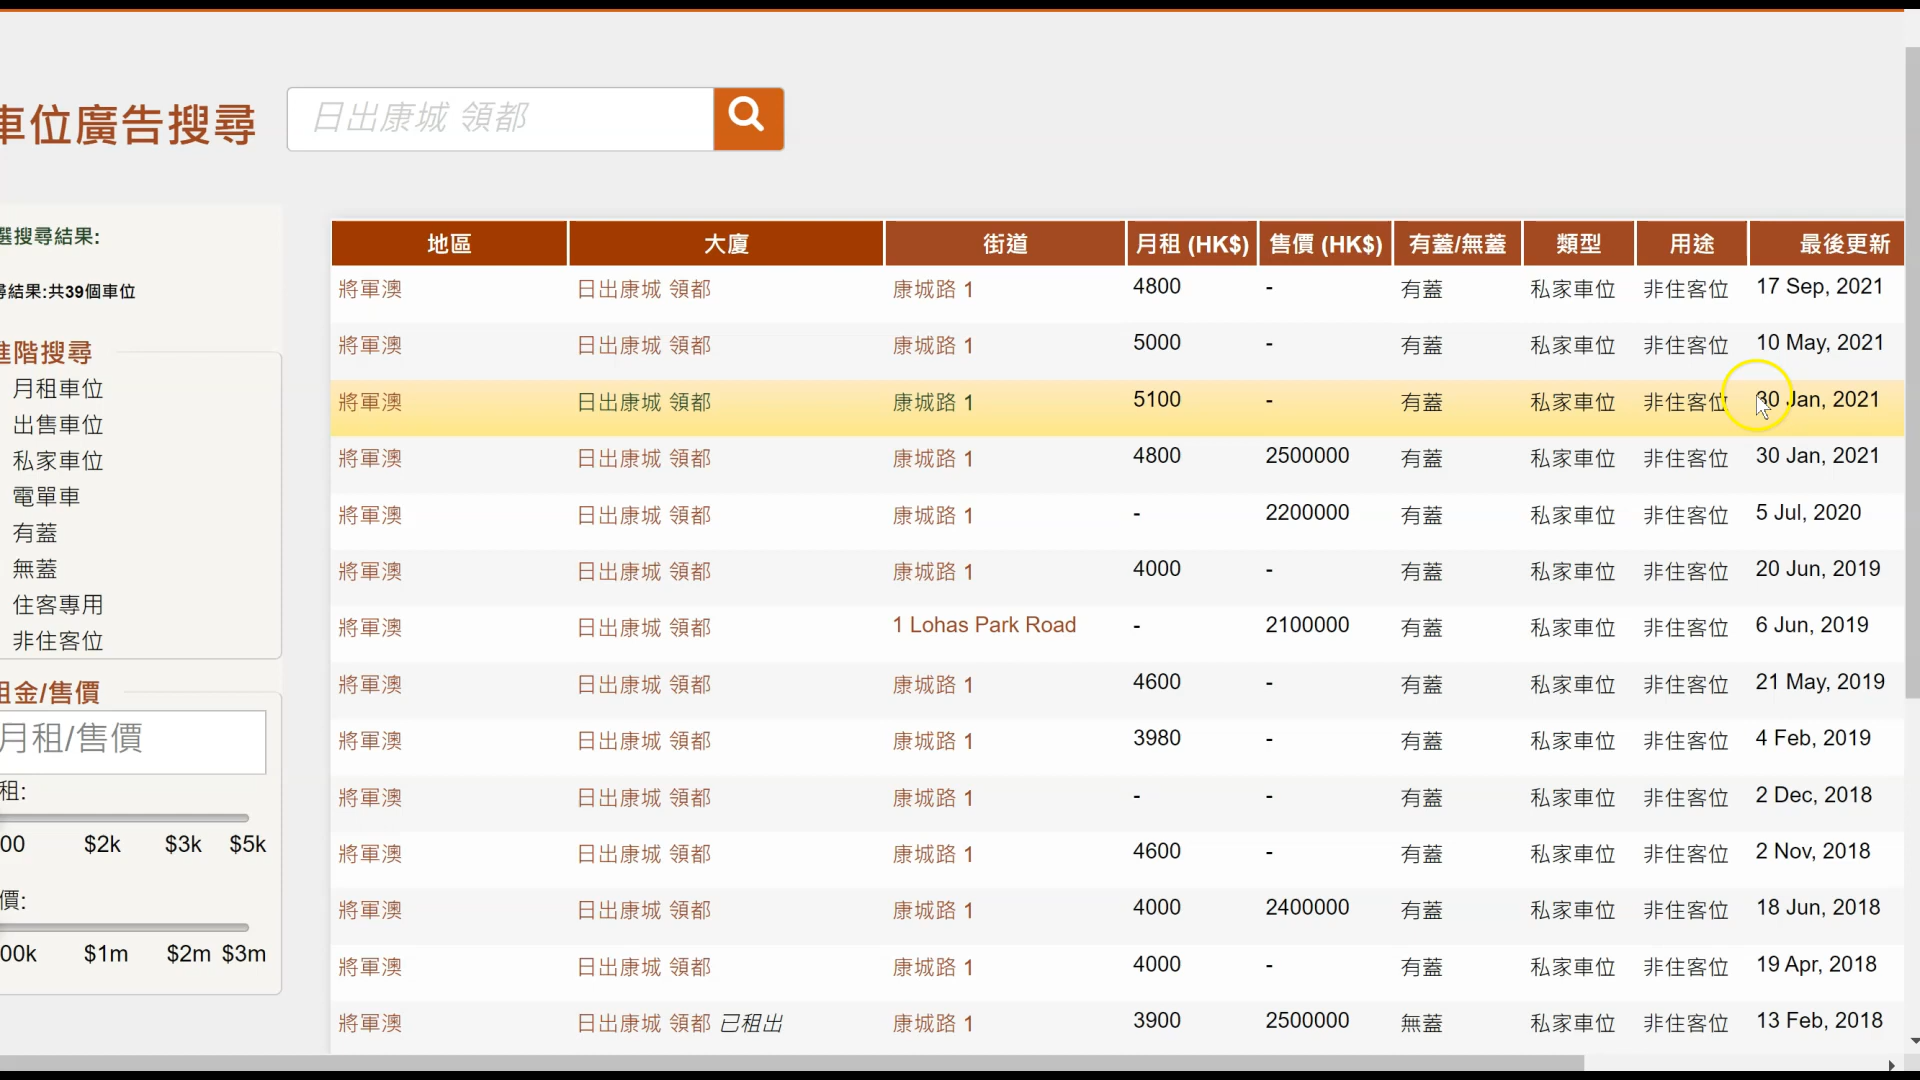 車位廣告搜尋
日出康城 領都
選搜尋結果:
尋結果:共39個車位
進階搜尋
月租車位
出售車位
私家車位
電單車
有蓋
無蓋
住客專用
非住客位
租金/售價
月租/售價
租:
00 $2k $3k $5k
價:
00k $1m $2m $3m
地區 大廈 街道 月租 (HK$) 售價 (HK$) 有蓋/無蓋 類型 用途 最後更新
將軍澳 日出康城 領都 康城路 1 4800 - 有蓋 私家車位 非住客位 17 Sep, 2021
將軍澳 日出康城 領都 康城路 1 5000 - 有蓋 私家車位 非住客位 10 May, 2021
將軍澳 日出康城 領都 康城路 1 5100 - 有蓋 私家車位 非住客位 30 Jan, 2021
將軍澳 日出康城 領都 康城路 1 4800 2500000 有蓋 私家車位 非住客位 30 Jan, 2021
將軍澳 日出康城 領都 康城路 1 - 2200000 有蓋 私家車位 非住客位 5 Jul, 2020
將軍澳 日出康城 領都 康城路 1 4000 - 有蓋 私家車位 非住客位 20 Jun, 2019
將軍澳 日出康城 領都 1 Lohas Park Road - 2100000 有蓋 私家車位 非住客位 6 Jun, 2019
將軍澳 日出康城 領都 康城路 1 4600 - 有蓋 私家車位 非住客位 21 May, 2019
將軍澳 日出康城 領都 康城路 1 3980 - 有蓋 私家車位 非住客位 4 Feb, 2019
將軍澳 日出康城 領都 康城路 1 - - 有蓋 私家車位 非住客位 2 Dec, 2018
將軍澳 日出康城 領都 康城路 1 4600 - 有蓋 私家車位 非住客位 2 Nov, 2018
將軍澳 日出康城 領都 康城路 1 4000 2400000 有蓋 私家車位 非住客位 18 Jun, 2018
將軍澳 日出康城 領都 康城路 1 4000 - 有蓋 私家車位 非住客位 19 Apr, 2018
將軍澳 日出康城 領都 已租出 康城路 1 3900 2500000 無蓋 私家車位 非住客位 13 Feb, 2018